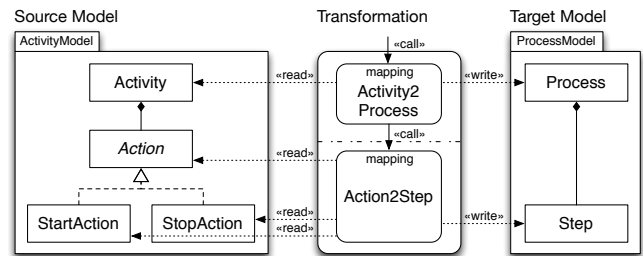 Source Model
Transformation
Target Model
ActivityModel
«call»
ProcessModel
Activity
«read»
mapping
Activity2
Process
«write»
Process
«call»
Action
«read»
mapping
Action2Step
StartAction
StopAction
«read»
«read»
«write»
Step